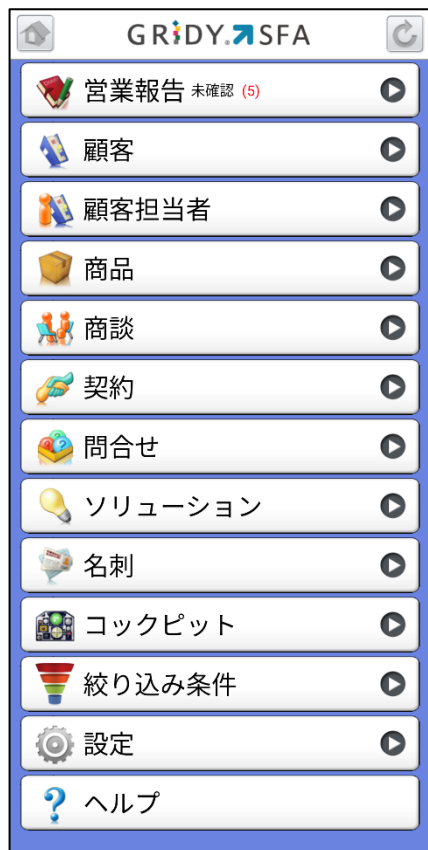 GRiDY.SFA
営業報告 未確認 (5)
顧客
顧客担当者
商品
商談
契約
問合せ
ソリューション
名刺
コックピット
絞り込み条件
設定
ヘルプ